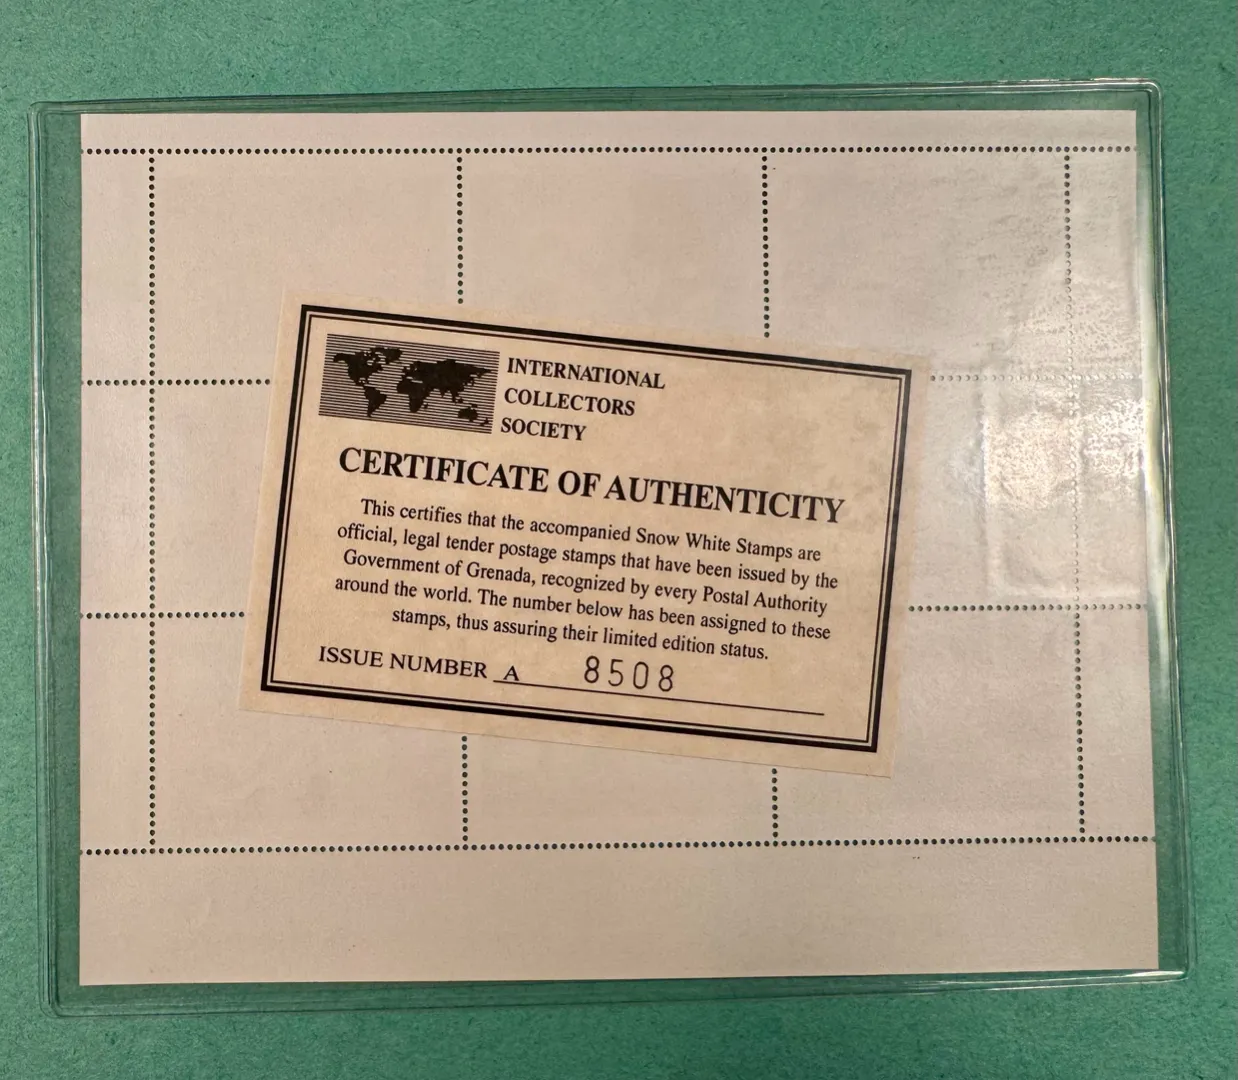 INTERNATIONAL
COLLECTORS
SOCIETY
CERTIFICATE OF AUTHENTICITY
This certifies that the accompanied Snow White Stamps are
official, legal tender postage stamps that have been issued by the
Government of Grenada, recognized by every Postal Authority
around the world. The number below has been assigned to these
stamps, thus assuring their limited edition status.
ISSUE NUMBER A 8508